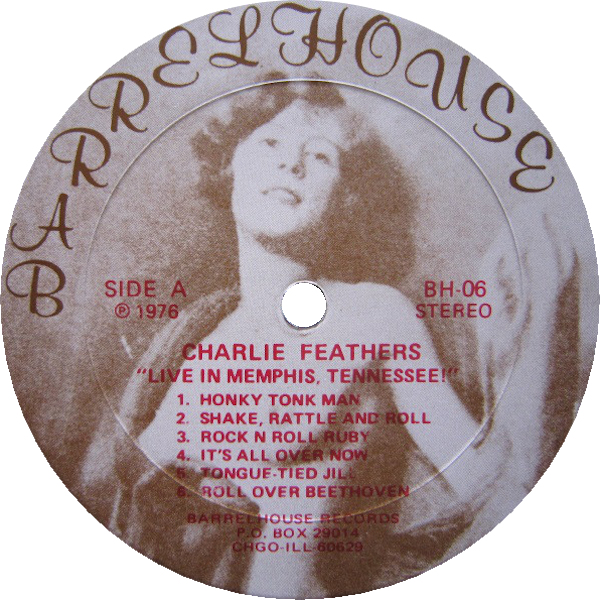 BARRELHOUSE
SIDE A
℗ 1976
BH-06
STEREO
CHARLIE FEATHERS
"LIVE IN MEMPHIS, TENNESSEE!"
1. HONKY TONK MAN
2. SHAKE, RATTLE AND ROLL
3. ROCK N ROLL RUBY
4. IT'S ALL OVER NOW
5. TONGUE-TIED JILL
6. ROLL OVER BEETHOVEN
BARRELHOUSE RECORDS
P.O. BOX 29014
CHGO-ILL-60629